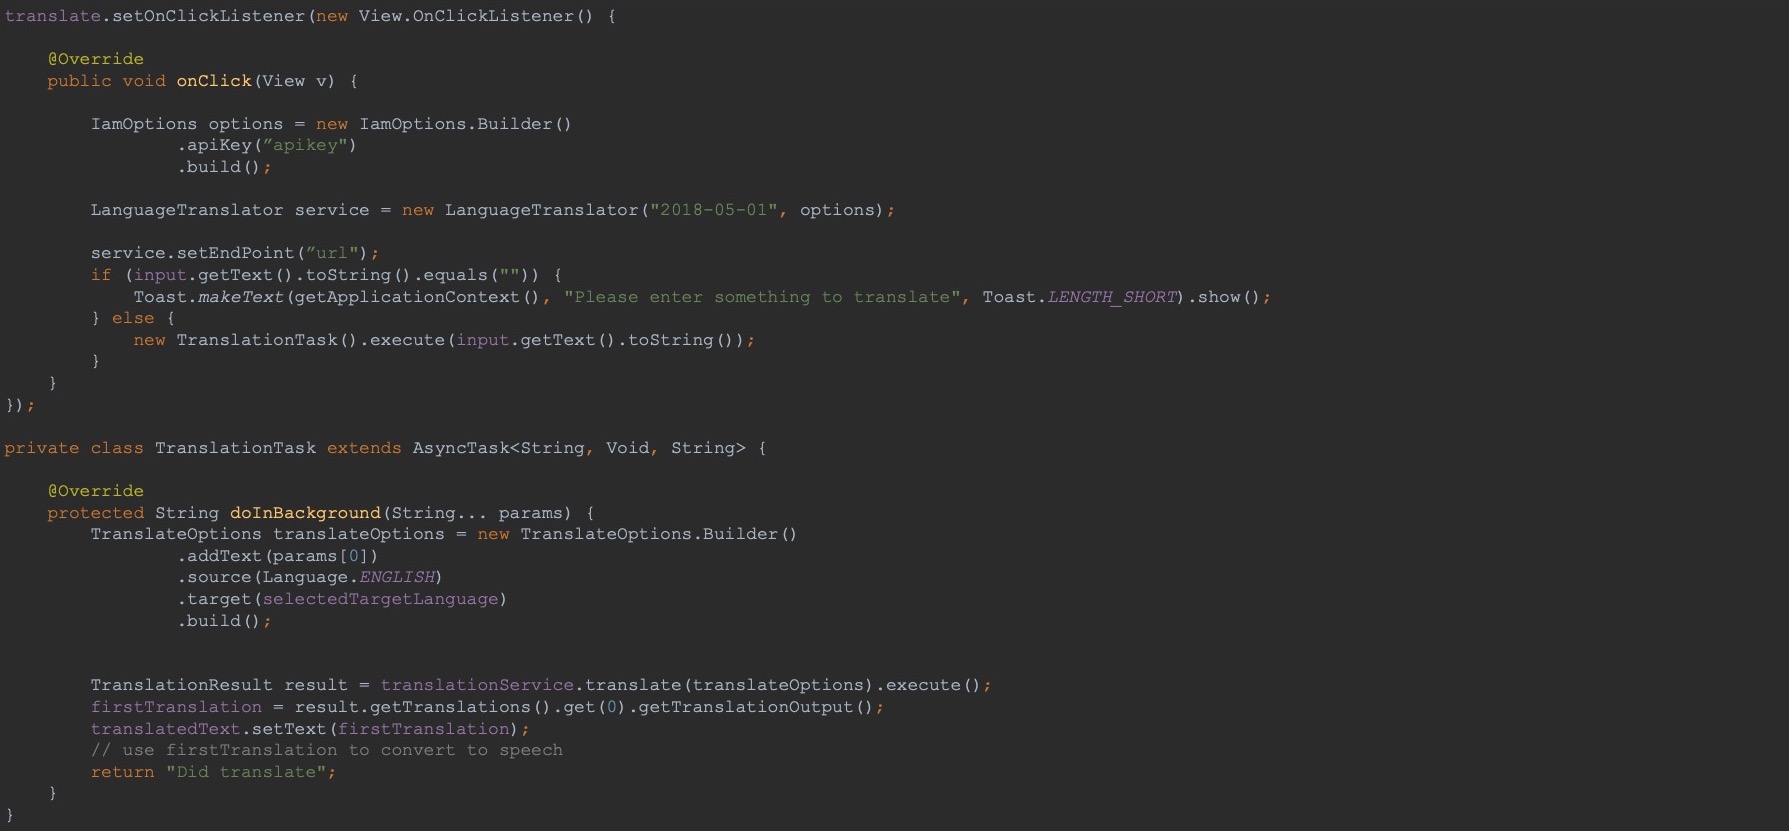 translate.setOnClickListener(new View.OnClickListener() {
@Override
public void onClick(View v) {
IamOptions options = new IamOptions.Builder()
.apiKey(”apikey")
.build();
LanguageTranslator service = new LanguageTranslator("2018-05-01", options);
service.setEndPoint(”url");
if (input.getText().toString().equals("")) {
Toast.makeText(getApplicationContext(), "Please enter something to translate", Toast.LENGTH_SHORT).show();
} else {
new TranslationTask().execute(input.getText().toString());
}
}
});
private class TranslationTask extends AsyncTask<String, Void, String> {
@Override
protected String doInBackground(String... params) {
TranslateOptions translateOptions = new TranslateOptions.Builder()
.addText(params[0])
.source(Language.ENGLISH)
.target(selectedTargetLanguage)
.build();
TranslationResult result = translationService.translate(translateOptions).execute();
firstTranslation = result.getTranslations().get(0).getTranslationOutput();
translatedText.setText(firstTranslation);
// use firstTranslation to convert to speech
return "Did translate";
}
}